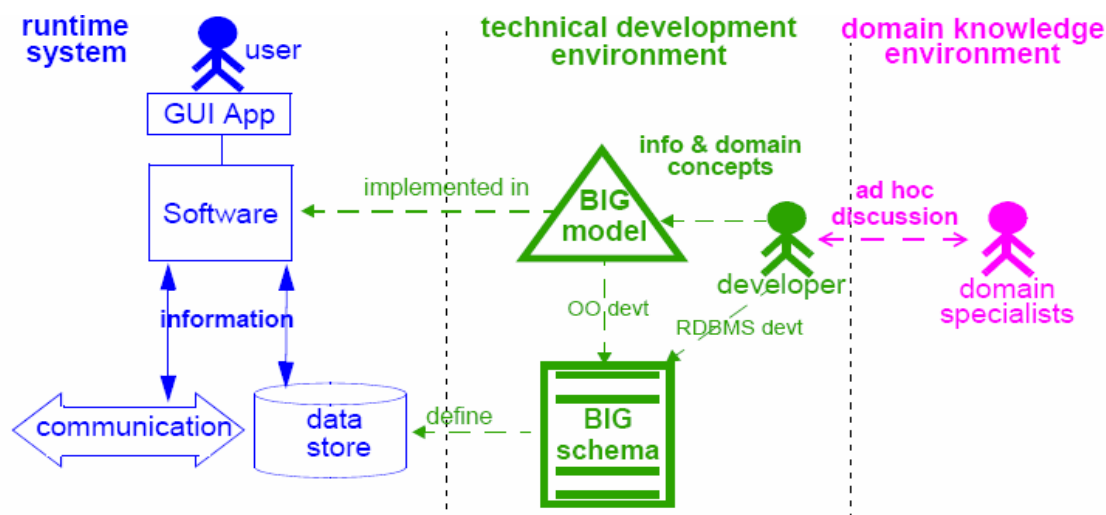 runtime
system
user
GUI App
Software
information
communication
data
store
technical development
environment
info & domain
concepts
implemented in
BIG
model
developer
OO devt
RDBMS devt
define
BIG
schema
domain knowledge
environment
ad hoc
discussion
domain
specialists